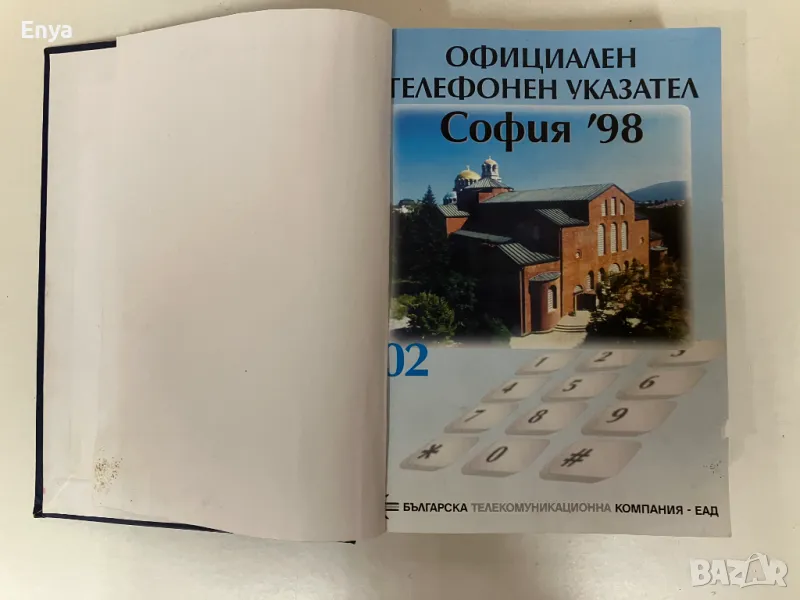 Enya
ОФИЦИАЛЕН
ТЕЛЕФОНЕН УКАЗАТЕЛ
София '98
02
1 2 3
4 5 6
7 8 9
* 0 #
БЪЛГАРСКА ТЕЛЕКОМУНИКАЦИОННА КОМПАНИЯ - ЕАД
BAZAR